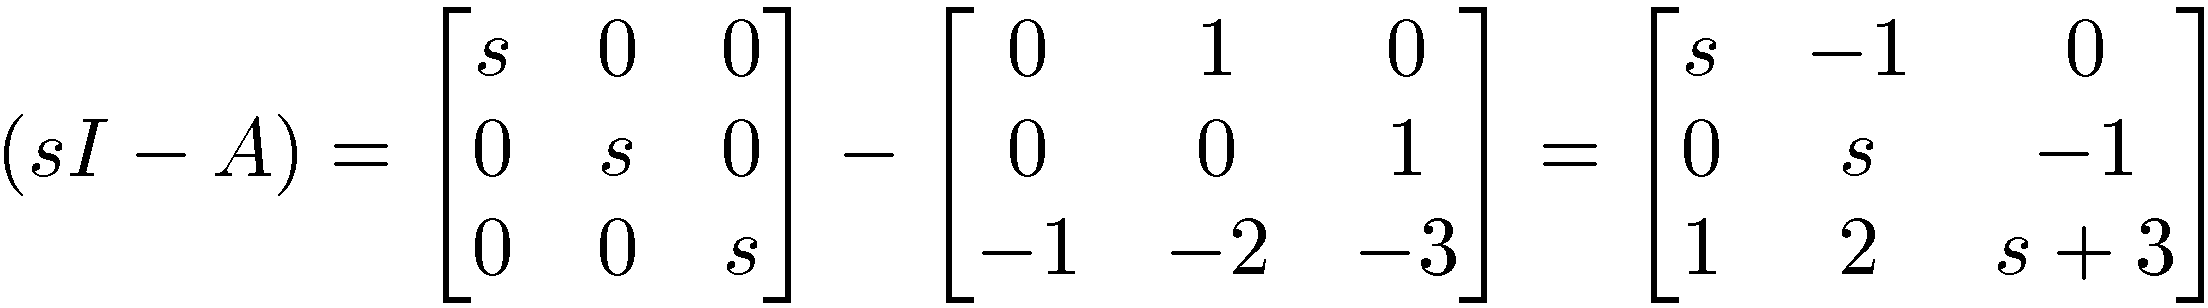 (sI − A) = [s 0 0; 0 s 0; 0 0 s] − [0 1 0; 0 0 1; −1 −2 −3] = [s −1 0; 0 s −1; 1 2 s + 3]